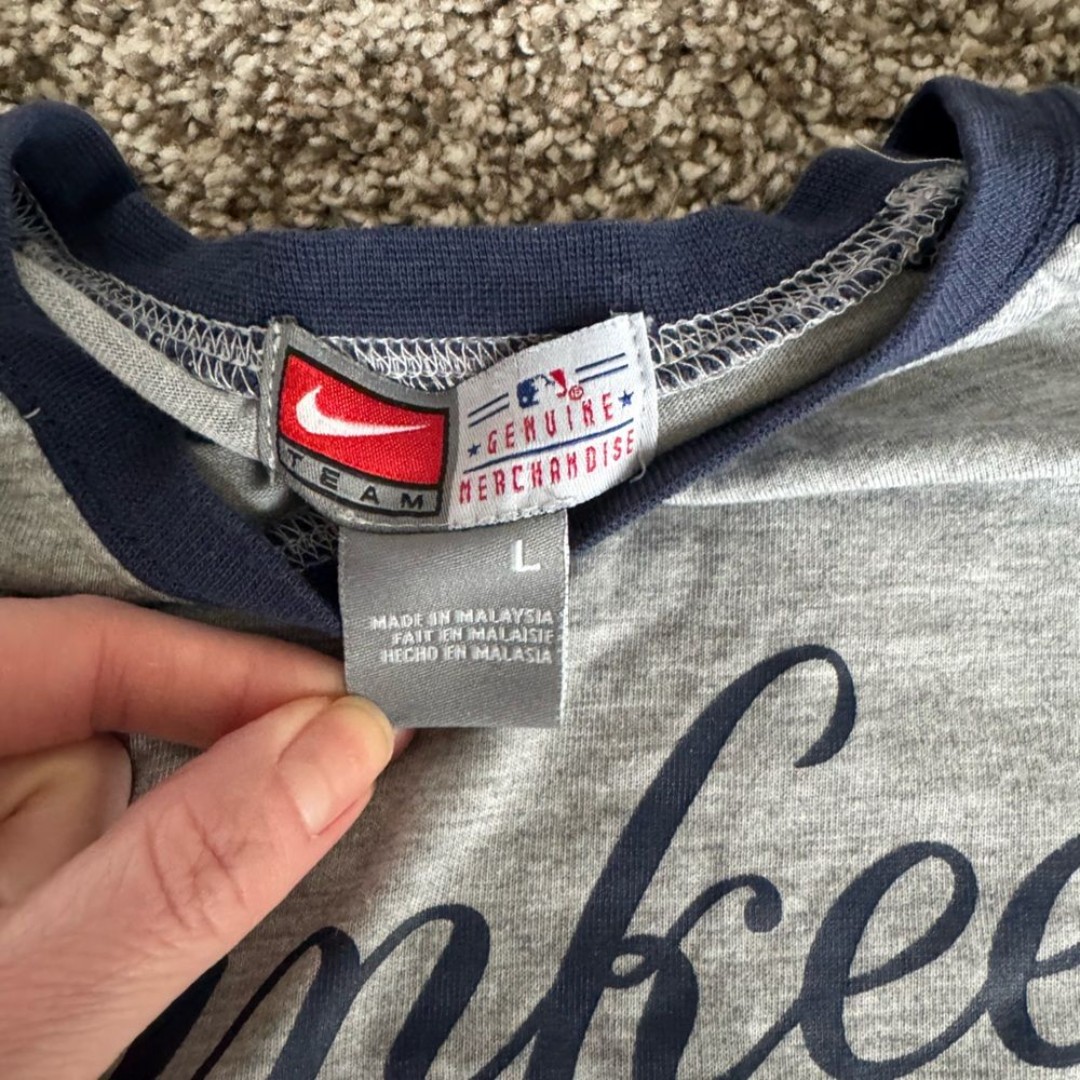 TEAM
GENUINE
MERCHANDISE
L
MADE IN MALAYSIA
FAIT EN MALAISIE
HECHO EN MALASIA
nkee